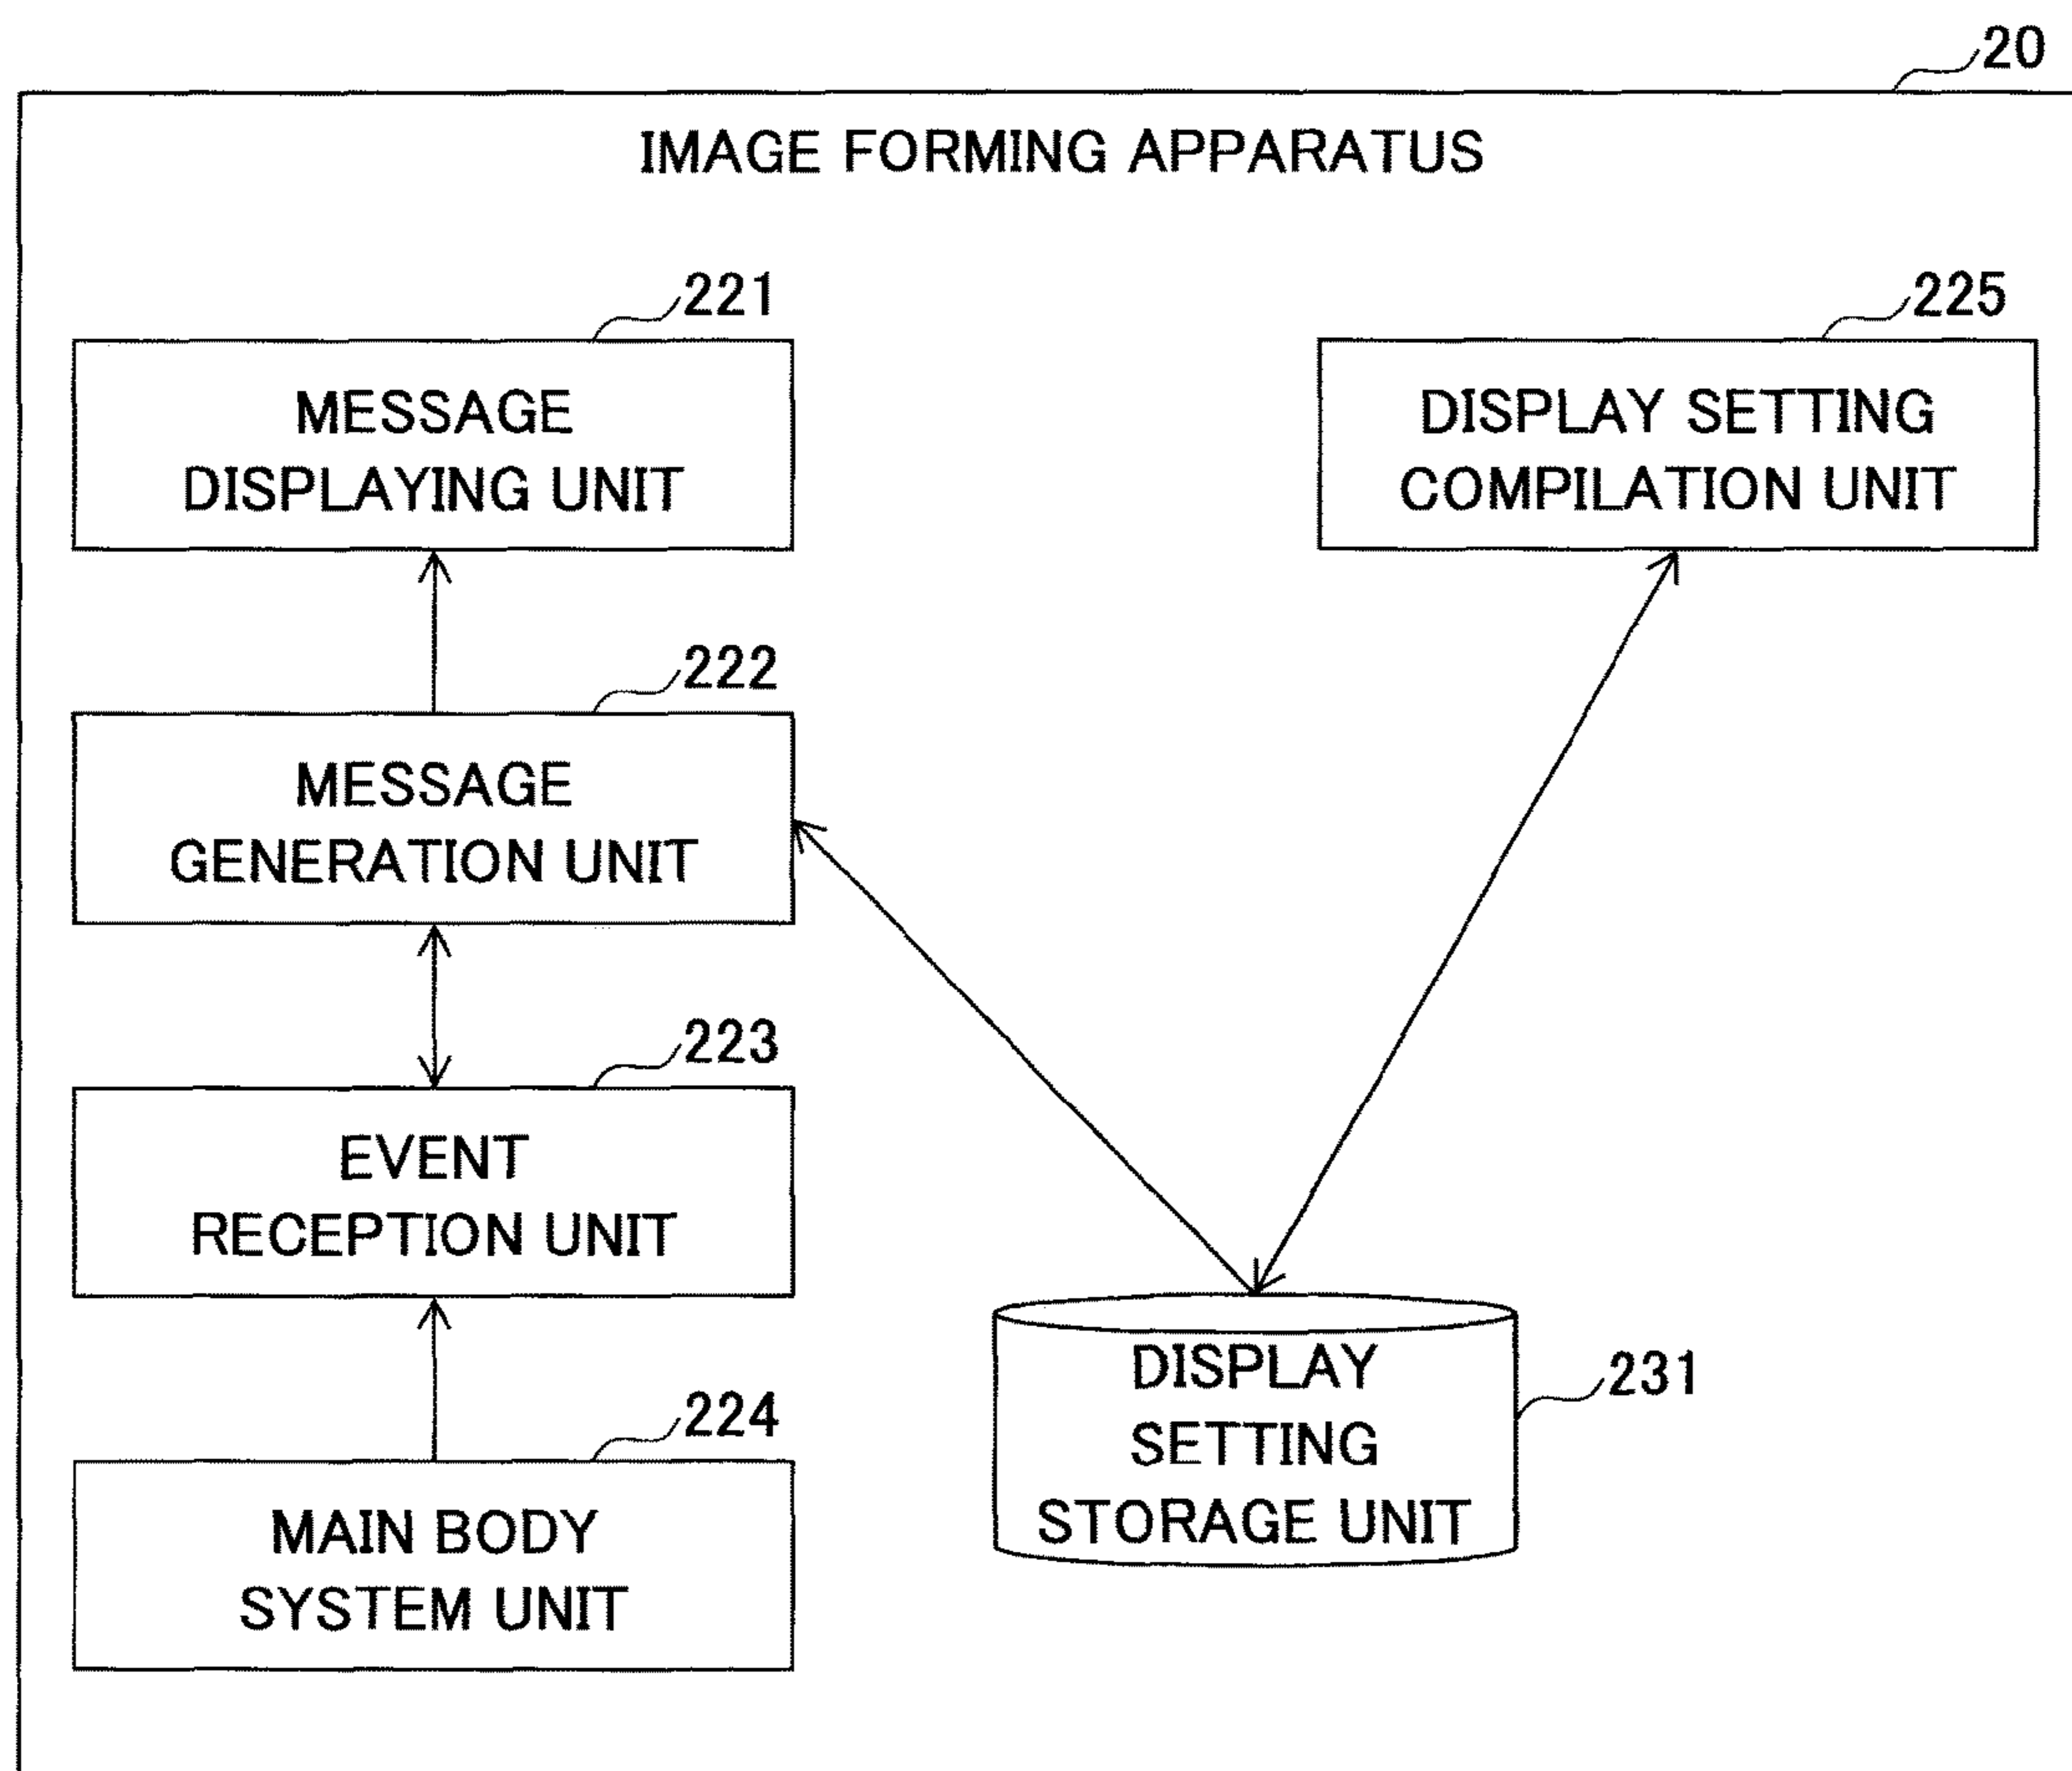 20
IMAGE FORMING APPARATUS
221
MESSAGE
DISPLAYING UNIT
225
DISPLAY SETTING
COMPILATION UNIT
222
MESSAGE
GENERATION UNIT
223
EVENT
RECEPTION UNIT
224
MAIN BODY
SYSTEM UNIT
231
DISPLAY
SETTING
STORAGE UNIT